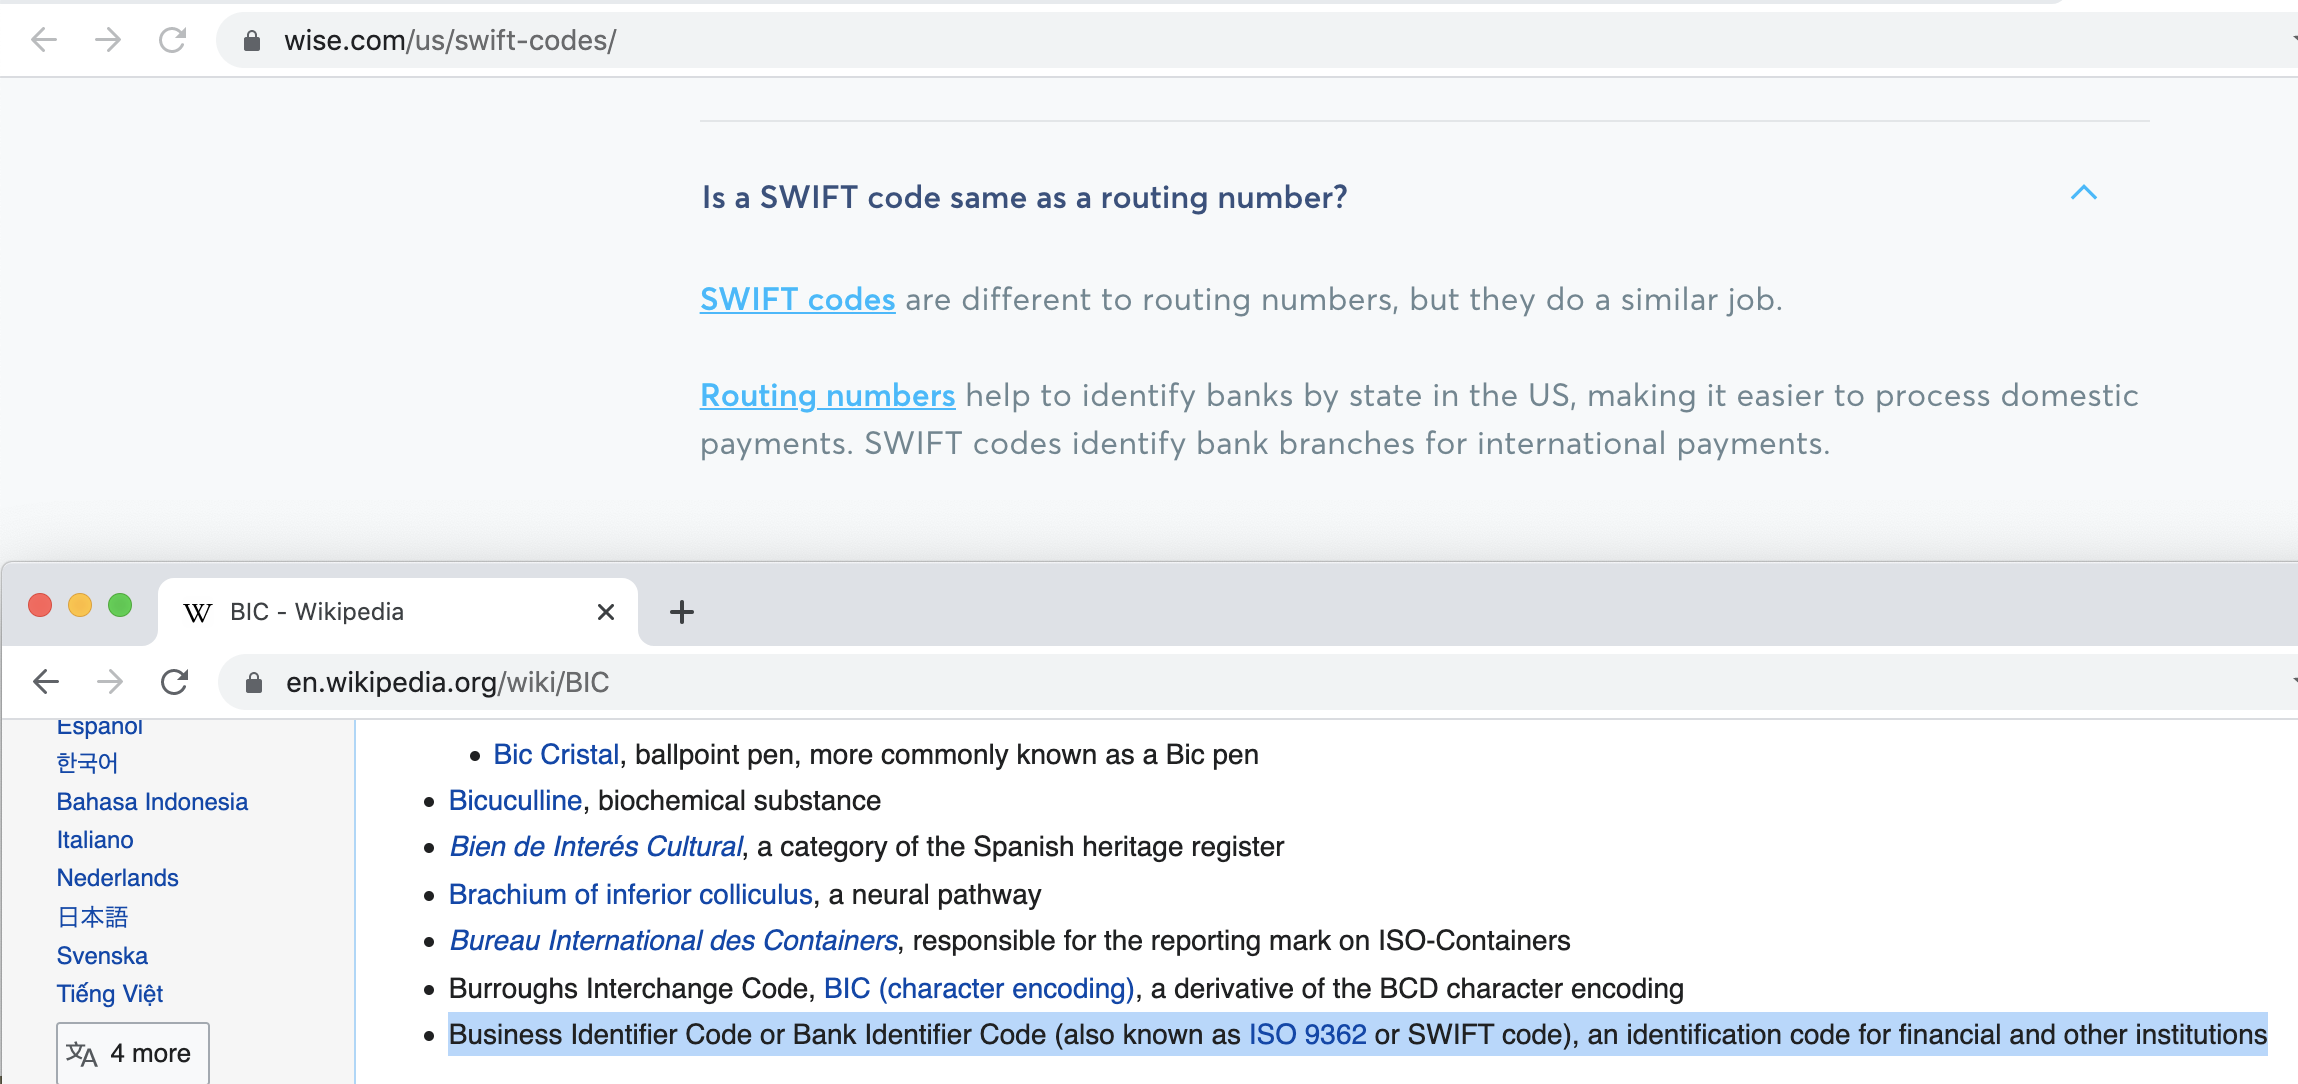 wise.com/us/swift-codes/
Is a SWIFT code same as a routing number?
SWIFT codes are different to routing numbers, but they do a similar job.
Routing numbers help to identify banks by state in the US, making it easier to process domestic
payments. SWIFT codes identify bank branches for international payments.
W BIC - Wikipedia
en.wikipedia.org/wiki/BIC
Español
한국어
Bahasa Indonesia
Italiano
Nederlands
日本語
Svenska
Tiếng Việt
文A 4 more
• Bic Cristal, ballpoint pen, more commonly known as a Bic pen
• Bicuculline, biochemical substance
• Bien de Interés Cultural, a category of the Spanish heritage register
• Brachium of inferior colliculus, a neural pathway
• Bureau International des Containers, responsible for the reporting mark on ISO-Containers
• Burroughs Interchange Code, BIC (character encoding), a derivative of the BCD character encoding
• Business Identifier Code or Bank Identifier Code (also known as ISO 9362 or SWIFT code), an identification code for financial and other institutions